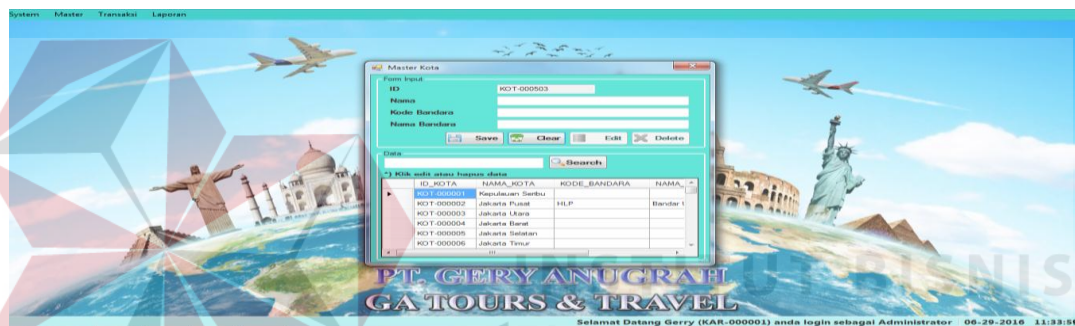 System Master Transaksi Laporan
Master Kota
Form Input
ID KOT-000503
Nama
Kode Bandara
Nama Bandara
Save Clear Edit Delete
Data
Search
*) Klik edit atau hapus data
ID_KOTA NAMA_KOTA KODE_BANDARA NAMA_
KOT-000001 Kepulauan Seribu
KOT-000002 Jakarta Pusat HLP Bandar
KOT-000003 Jakarta Utara
KOT-000004 Jakarta Barat
KOT-000005 Jakarta Selatan
KOT-000006 Jakarta Timur
PT. GERY ANUGRAH
GA TOURS & TRAVEL
INSTITUT BISNIS
Selamat Datang Gerry (KAR-000001) anda login sebagai Administrator 06-29-2016 11:33:5